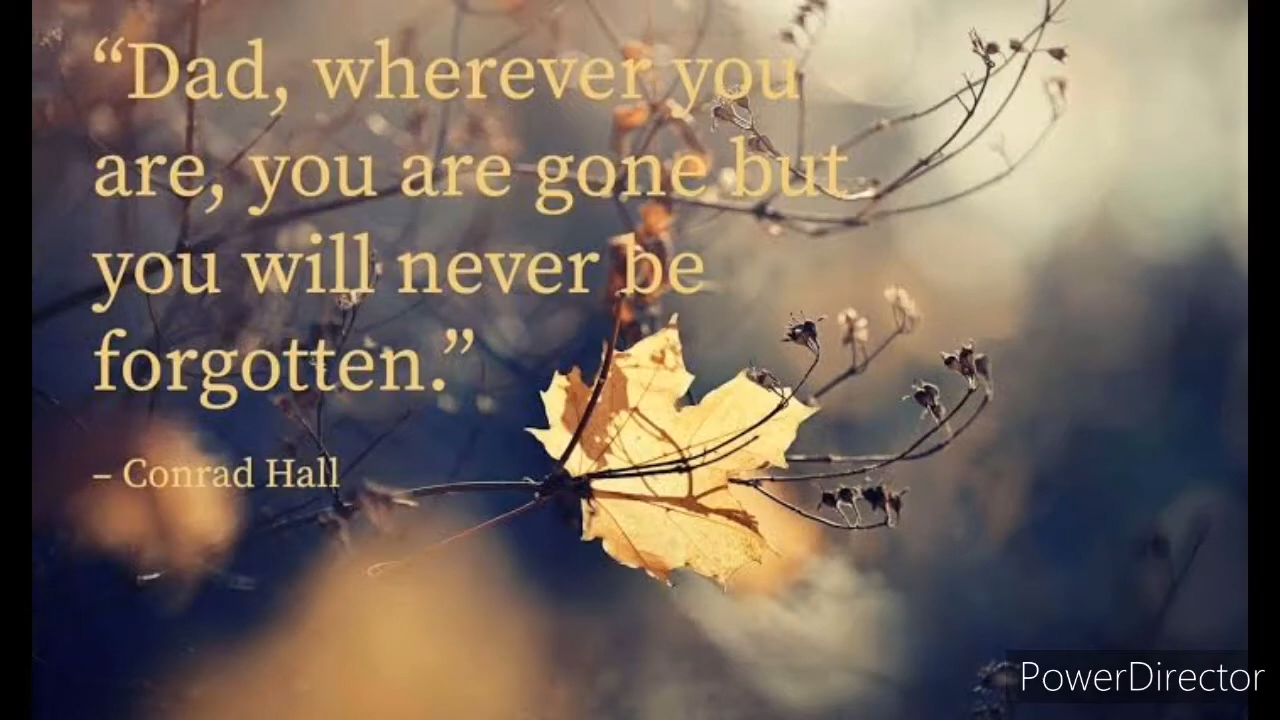 “Dad, wherever you
are, you are gone but
you will never be
forgotten.”
– Conrad Hall
PowerDirector